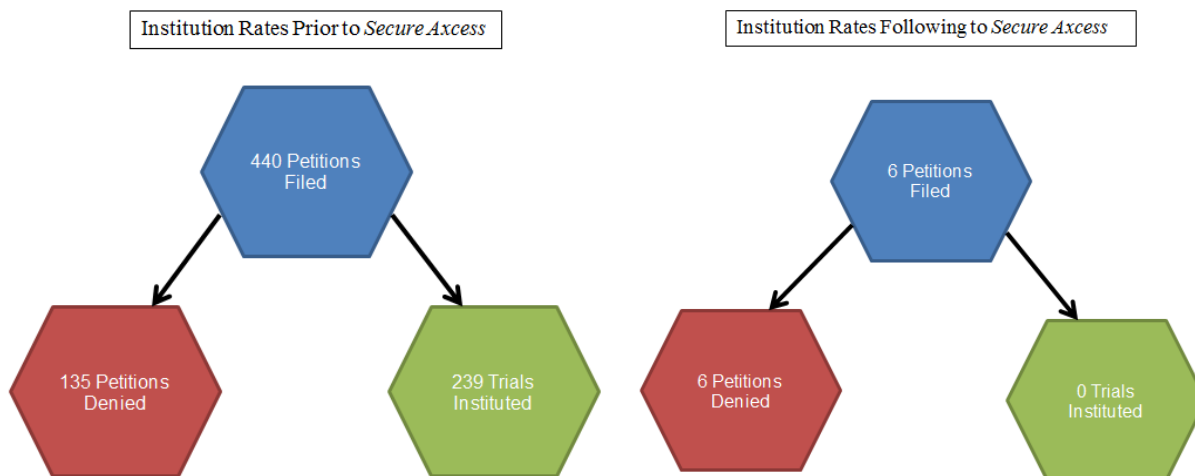 Institution Rates Prior to Secure Axcess
440 Petitions
Filed
135 Petitions
Denied
239 Trials
Instituted
Institution Rates Following to Secure Axcess
6 Petitions
Filed
6 Petitions
Denied
0 Trials
Instituted